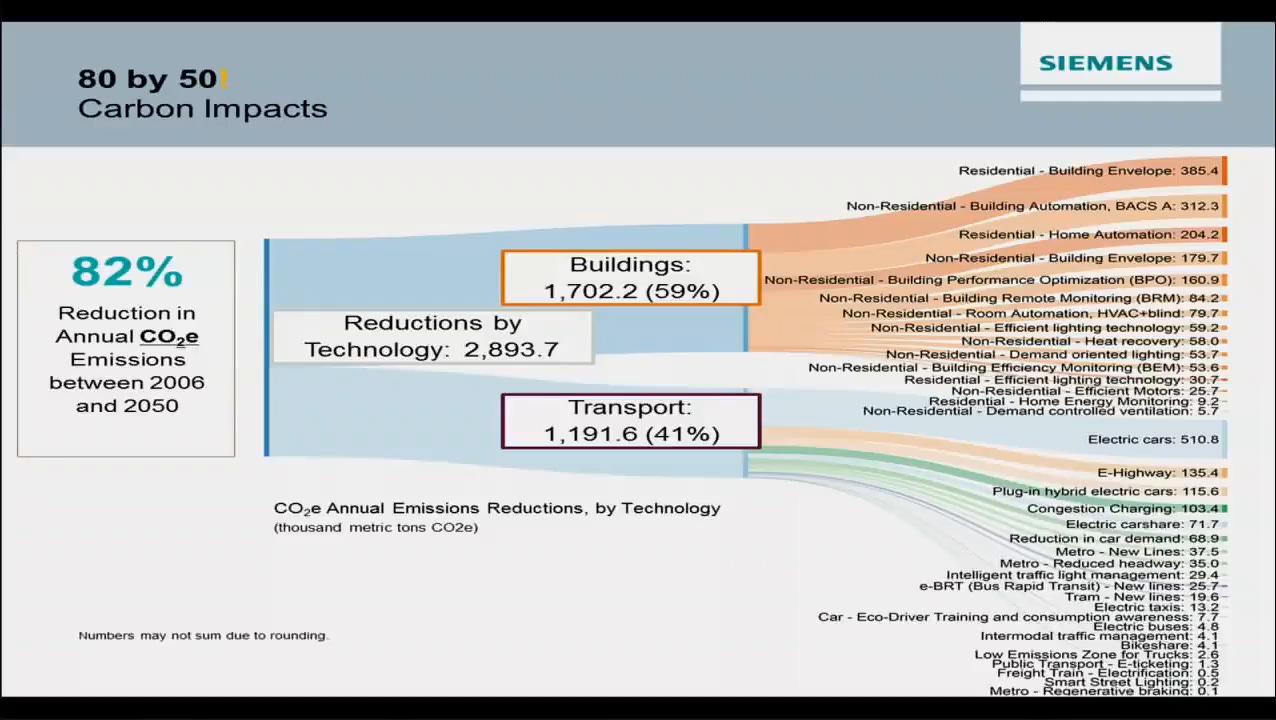 80 by 50!
Carbon Impacts
SIEMENS
82%
Reduction in
Annual CO₂e
Emissions
between 2006
and 2050
Reductions by
Technology: 2,893.7
Buildings:
1,702.2 (59%)
Transport:
1,191.6 (41%)
CO₂e Annual Emissions Reductions, by Technology
(thousand metric tons CO2e)
Numbers may not sum due to rounding.
Residential - Building Envelope: 385.4
Non-Residential - Building Automation, BACS A: 312.3
Residential - Home Automation: 204.2
Non-Residential - Building Envelope: 179.7
Non-Residential - Building Performance Optimization (BPO): 160.9
Non-Residential - Building Remote Monitoring (BRM): 84.2
Non-Residential - Room Automation, HVAC+blind: 79.7
Non-Residential - Efficient lighting technology: 59.2
Non-Residential - Heat recovery: 58.0
Non-Residential - Demand oriented lighting: 53.7
Non-Residential - Building Efficiency Monitoring (BEM): 53.6
Residential - Efficient lighting technology: 30.7
Non-Residential - Efficient Motors: 25.7
Residential - Home Energy Monitoring: 9.2
Non-Residential - Demand controlled ventilation: 5.7
Electric cars: 510.8
E-Highway: 135.4
Plug-in hybrid electric cars: 115.6
Congestion Charging: 103.4
Electric carshare: 71.7
Reduction in car demand: 68.9
Metro - New Lines: 37.5
Metro - Reduced headway: 35.0
Intelligent traffic light management: 29.4
e-BRT (Bus Rapid Transit) - New lines: 25.7
Tram - New lines: 19.6
Electric taxis: 13.2
Car - Eco-Driver Training and consumption awareness: 7.7
Electric buses: 4.8
Intermodal traffic management: 4.1
Bikeshare: 4.1
Low Emissions Zone for Trucks: 2.6
Public Transport - E-ticketing: 1.3
Freight Train - Electrification: 0.5
Smart Street Lighting: 0.2
Metro - Regenerative braking: 0.1